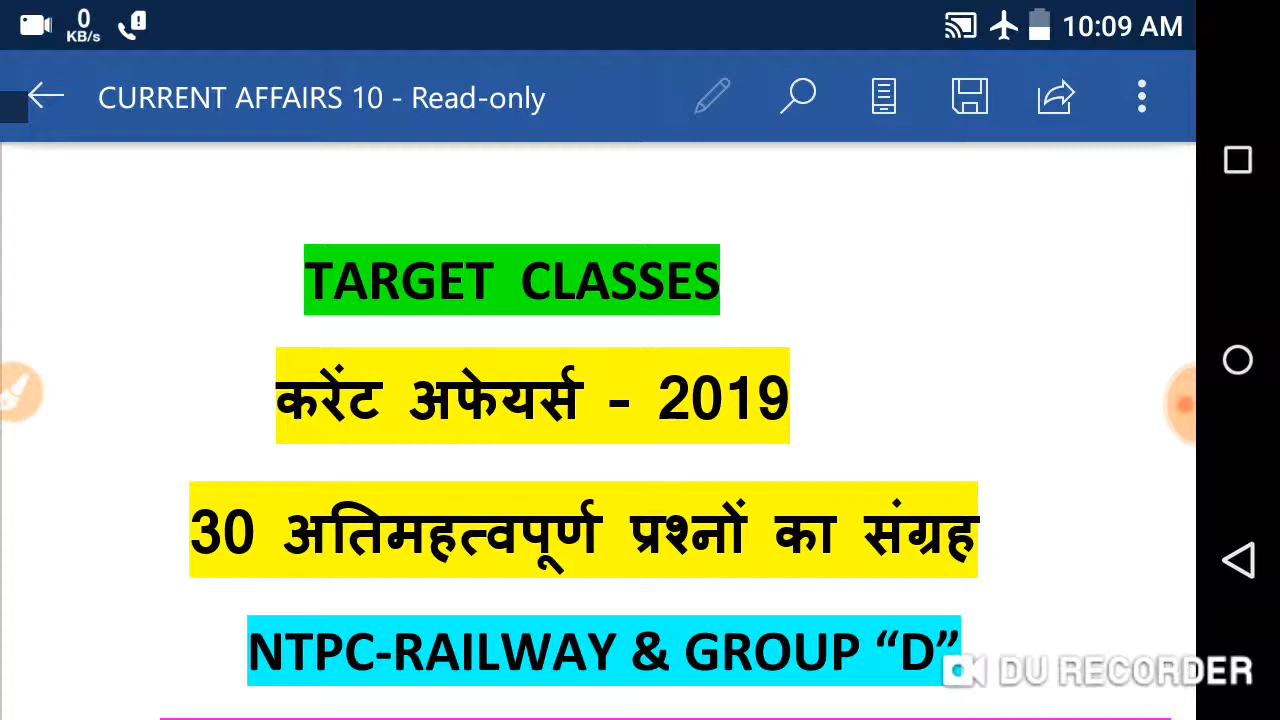 0
KB/s
10:09 AM
CURRENT AFFAIRS 10 - Read-only
TARGET CLASSES
करेंट अफेयर्स - 2019
30 अतिमहत्वपूर्ण प्रश्नों का संग्रह
NTPC-RAILWAY & GROUP “D”
DU RECORDER